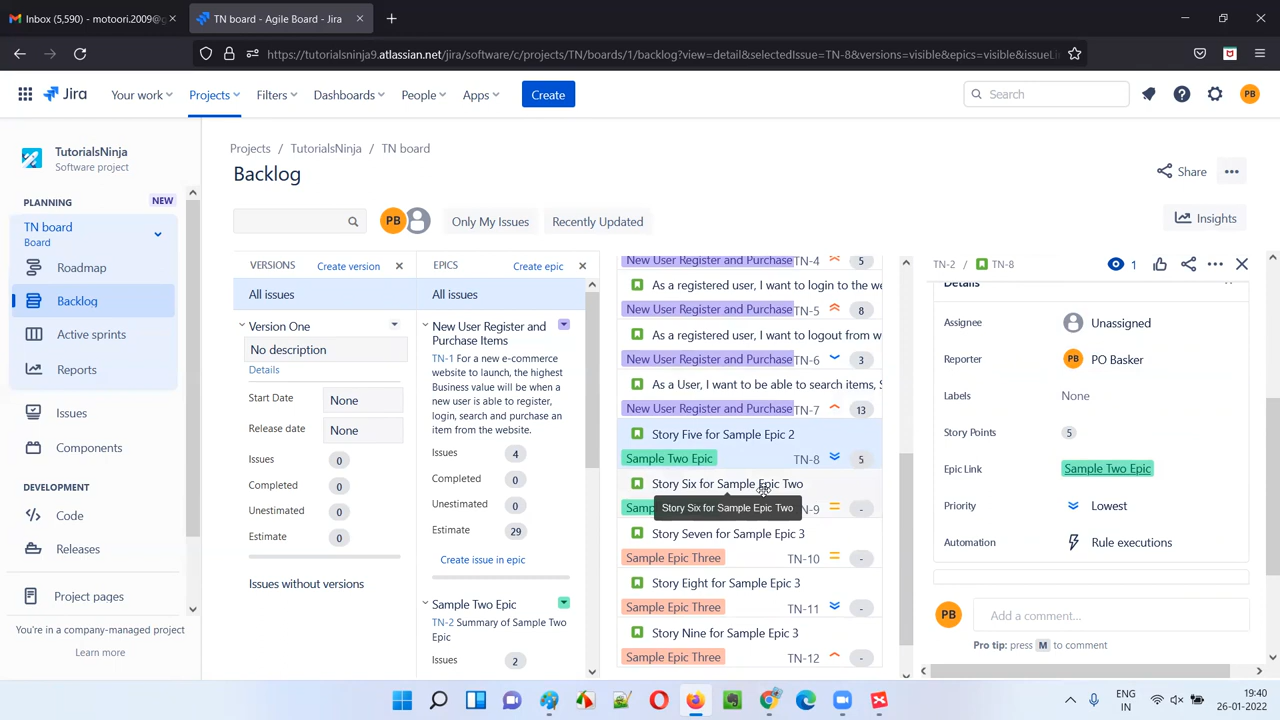 Inbox (5,590) - motoori.2009@g
TN board - Agile Board - Jira
https://tutorialsninja9.atlassian.net/jira/software/c/projects/TN/boards/1/backlog?view=detail&selectedIssue=TN-8&versions=visible&epics=visible&issueLi
Jira
Your work
Projects
Filters
Dashboards
People
Apps
Create
Search
PB
TutorialsNinja
Software project
Projects / TutorialsNinja / TN board
Backlog
Share
PLANNING
NEW
TN board
Board
Roadmap
Backlog
Active sprints
Reports
Issues
Components
DEVELOPMENT
Code
Releases
Project pages
You're in a company-managed project
Learn more
PB
Only My Issues
Recently Updated
Insights
VERSIONS
Create version
All issues
Version One
No description
Details
Start Date
None
Release date
None
Issues 0
Completed 0
Unestimated 0
Estimate 0
Issues without versions
EPICS
Create epic
All issues
New User Register and
Purchase Items
TN-1 For a new e-commerce
website to launch, the highest
Business value will be when a
new user is able to register,
login, search and purchase an
item from the website.
Issues 4
Completed 0
Unestimated 0
Estimate 29
Create issue in epic
Sample Two Epic
TN-2 Summary of Sample Two
Epic
Issues 2
New User Register and Purchase TN-4 5
As a registered user, I want to login to the we
New User Register and Purchase TN-5 8
As a registered user, I want to logout from w
New User Register and Purchase TN-6 3
As a User, I want to be able to search items, S
New User Register and Purchase TN-7 13
Story Five for Sample Epic 2
Sample Two Epic TN-8 5
Story Six for Sample Epic Two
Samp N-9 -
Story Six for Sample Epic Two
Story Seven for Sample Epic 3
Sample Epic Three TN-10 -
Story Eight for Sample Epic 3
Sample Epic Three TN-11 -
Story Nine for Sample Epic 3
Sample Epic Three TN-12 -
TN-2 / TN-8
1
Details
Assignee
Unassigned
Reporter
PB PO Basker
Labels
None
Story Points
5
Epic Link
Sample Two Epic
Priority
Lowest
Automation
Rule executions
PB
Add a comment…
Pro tip: press M to comment
ENG
IN
19:40
26-01-2022